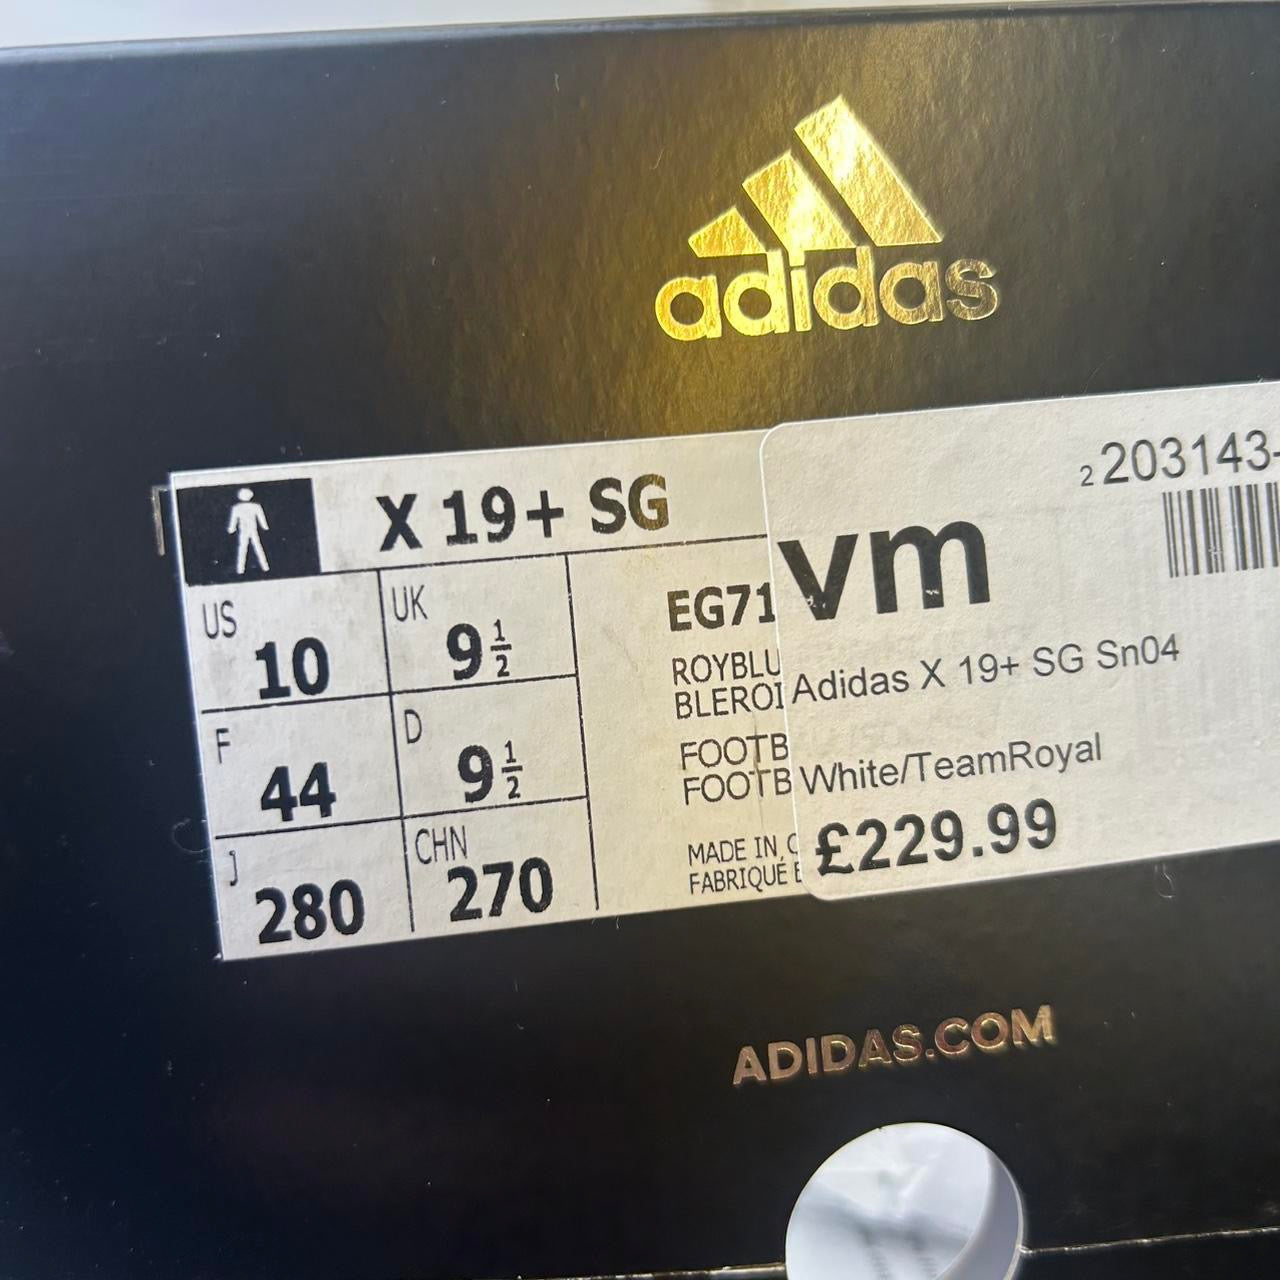 adidas
X 19+ SG
US 10
UK 9 1/2
F 44
D 9 1/2
J 280
CHN 270
EG71
ROYBLU
BLEROI
FOOTB
FOOTB
MADE IN
FABRIQUÉ
2 203143-
vm
Adidas X 19+ SG Sn04
White/TeamRoyal
£229.99
ADIDAS.COM